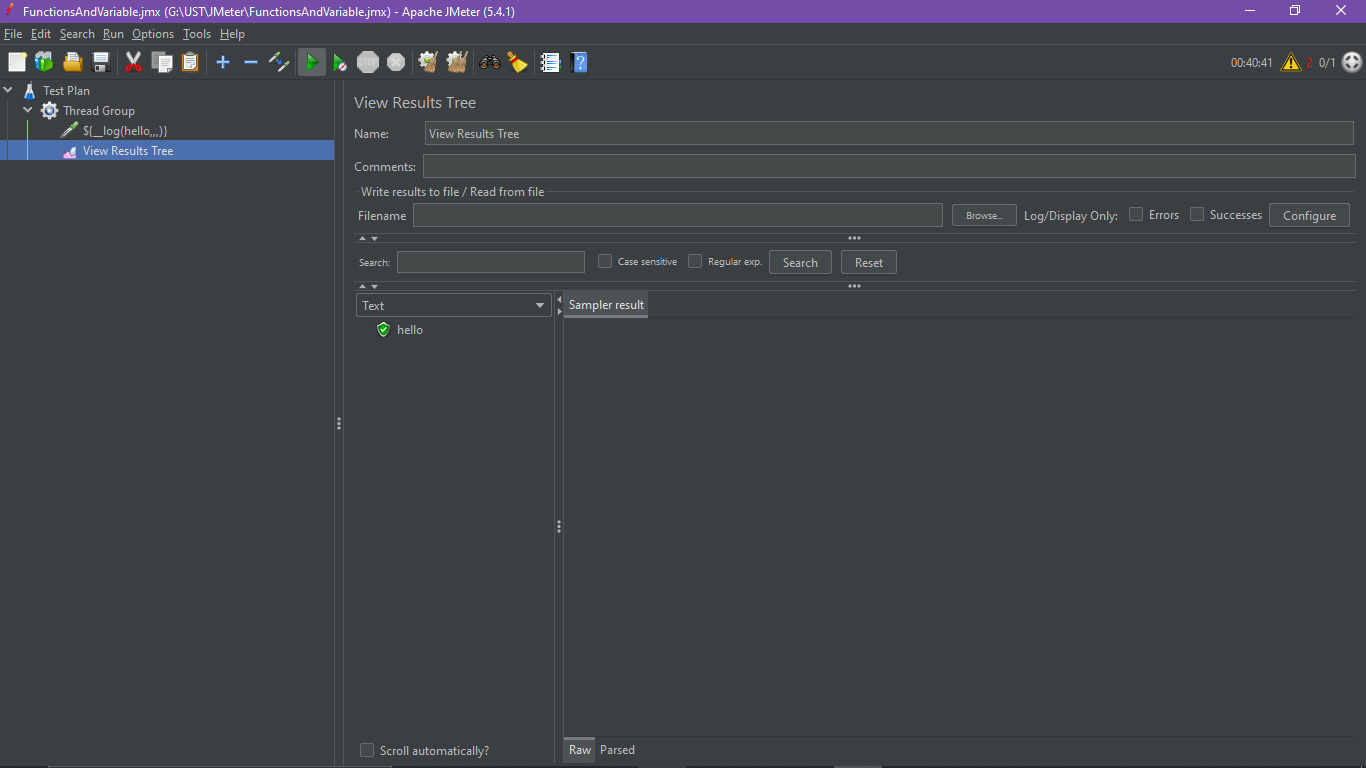 FunctionsAndVariable.jmx (G:\UST\JMeter\FunctionsAndVariable.jmx) - Apache JMeter (5.4.1)
File Edit Search Run Options Tools Help
STOP 00:40:41 2 0/1
Test Plan
Thread Group
${__log(hello,,,)}
View Results Tree
View Results Tree
Name: View Results Tree
Comments:
Write results to file / Read from file
Filename Browse... Log/Display Only: Errors Successes Configure
Search: Case sensitive Regular exp. Search Reset
Text Sampler result
hello
Scroll automatically? Raw Parsed